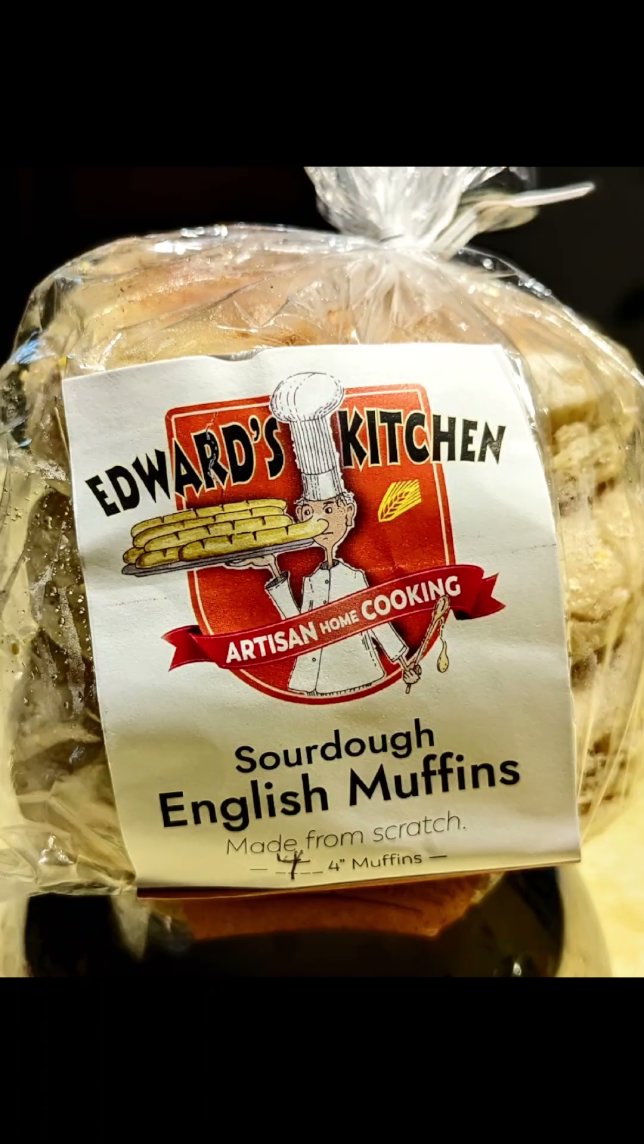 EDWARD'S KITCHEN
ARTISAN HOME COOKING
Sourdough
English Muffins
Made from scratch.
— 4 4" Muffins —